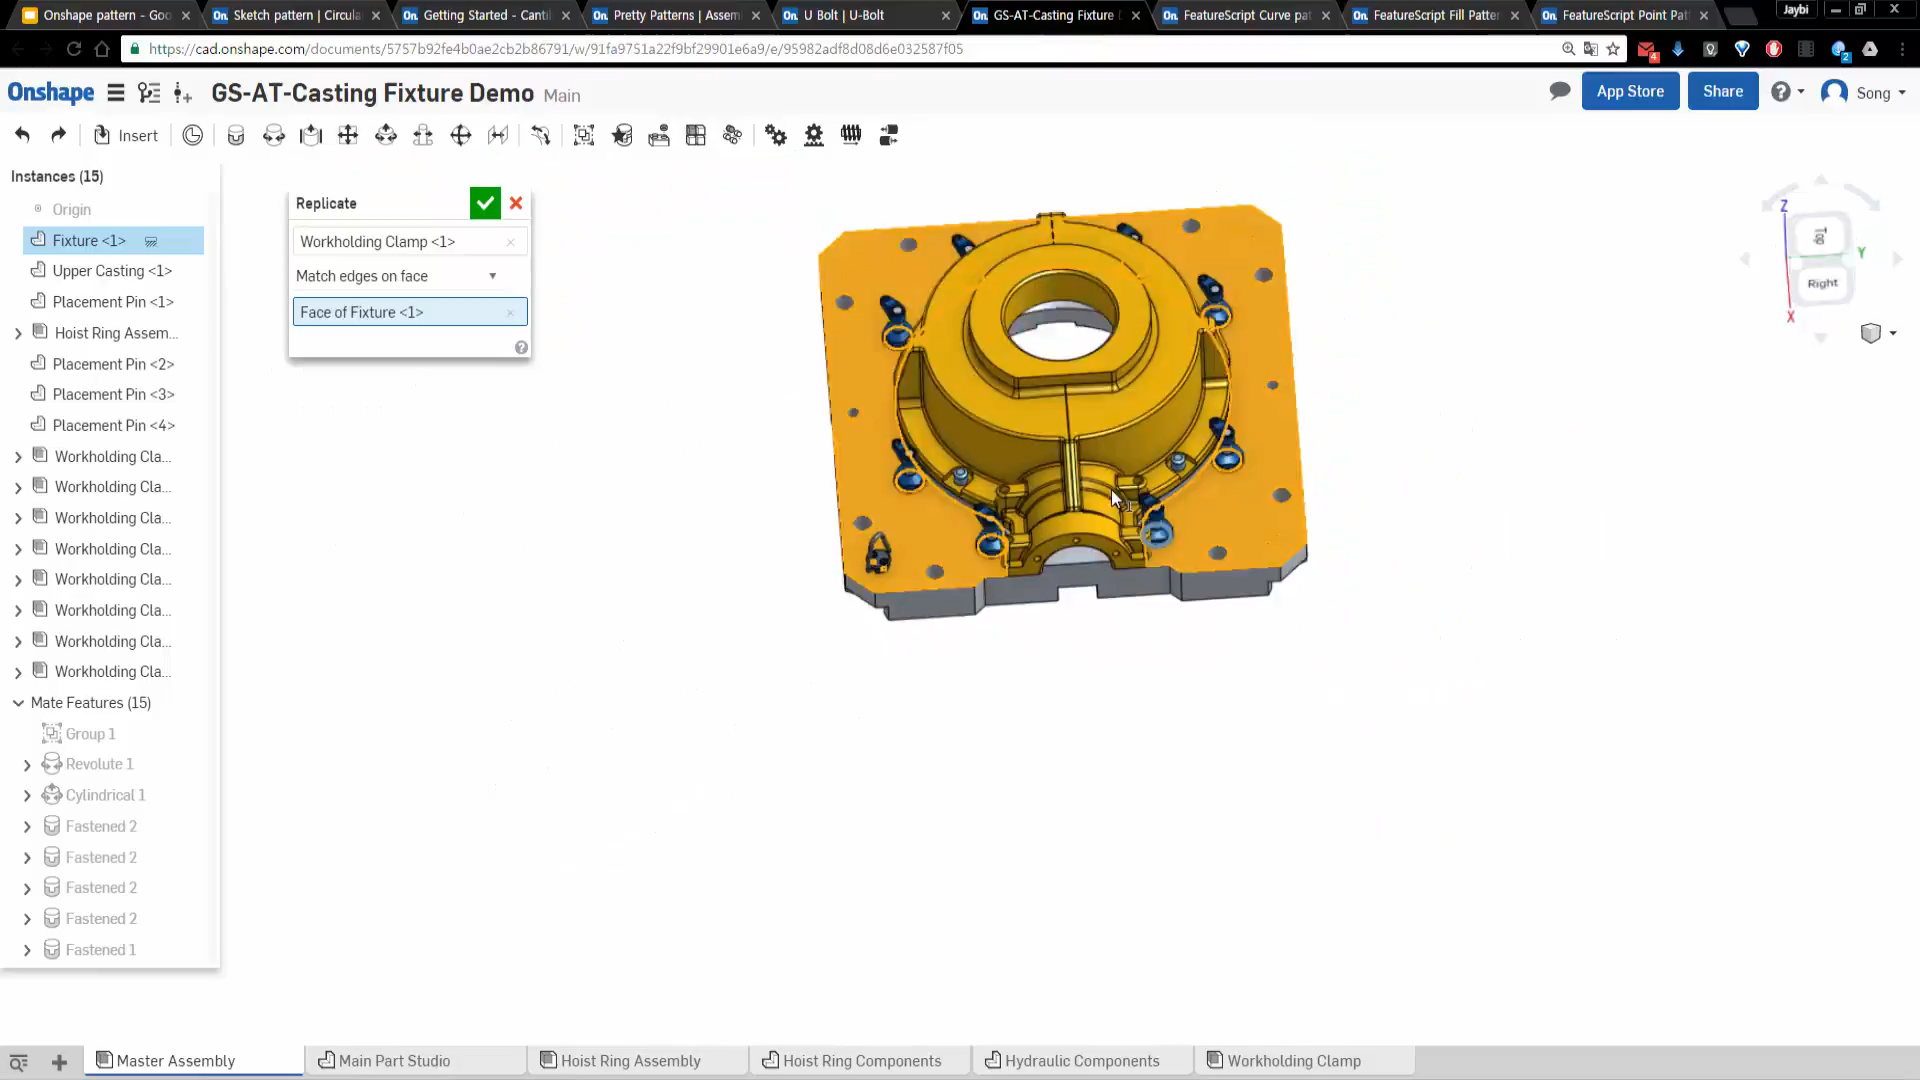 Onshape pattern - Goo
Sketch pattern | Circula
Getting Started - Cantil
Pretty Patterns | Assem
U Bolt | U-Bolt
GS-AT-Casting Fixture D
FeatureScript Curve pat
FeatureScript Fill Patter
FeatureScript Point Pat
Jaybi
https://cad.onshape.com/documents/5757b92fe4b0ae2cb2b86791/w/91fa9751a22f9bf29901e6a9/e/95982adf8d08d6e032587f05
4
2
Onshape
GS-AT-Casting Fixture Demo Main
App Store
Share
Song
Insert
Instances (15)
Origin
Fixture <1>
Upper Casting <1>
Placement Pin <1>
Hoist Ring Assem...
Placement Pin <2>
Placement Pin <3>
Placement Pin <4>
Workholding Cla...
Workholding Cla...
Workholding Cla...
Workholding Cla...
Workholding Cla...
Workholding Cla...
Workholding Cla...
Workholding Cla...
Mate Features (15)
Group 1
Revolute 1
Cylindrical 1
Fastened 2
Fastened 2
Fastened 2
Fastened 2
Fastened 1
Replicate
Workholding Clamp <1>
Match edges on face
Face of Fixture <1>
Z
Top
Y
Right
X
Master Assembly
Main Part Studio
Hoist Ring Assembly
Hoist Ring Components
Hydraulic Components
Workholding Clamp